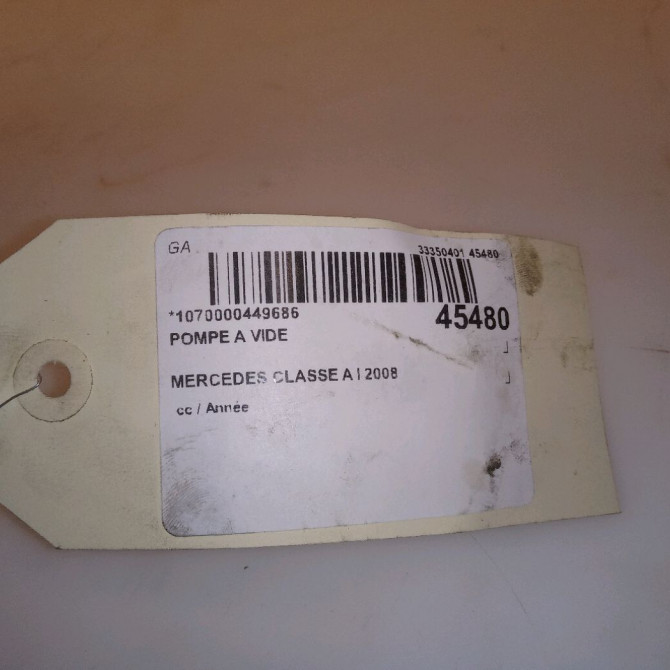 GA 33350401 45480
*1070000449686 45480
POMPE A VIDE
MERCEDES CLASSE A I 2008
cc / Année